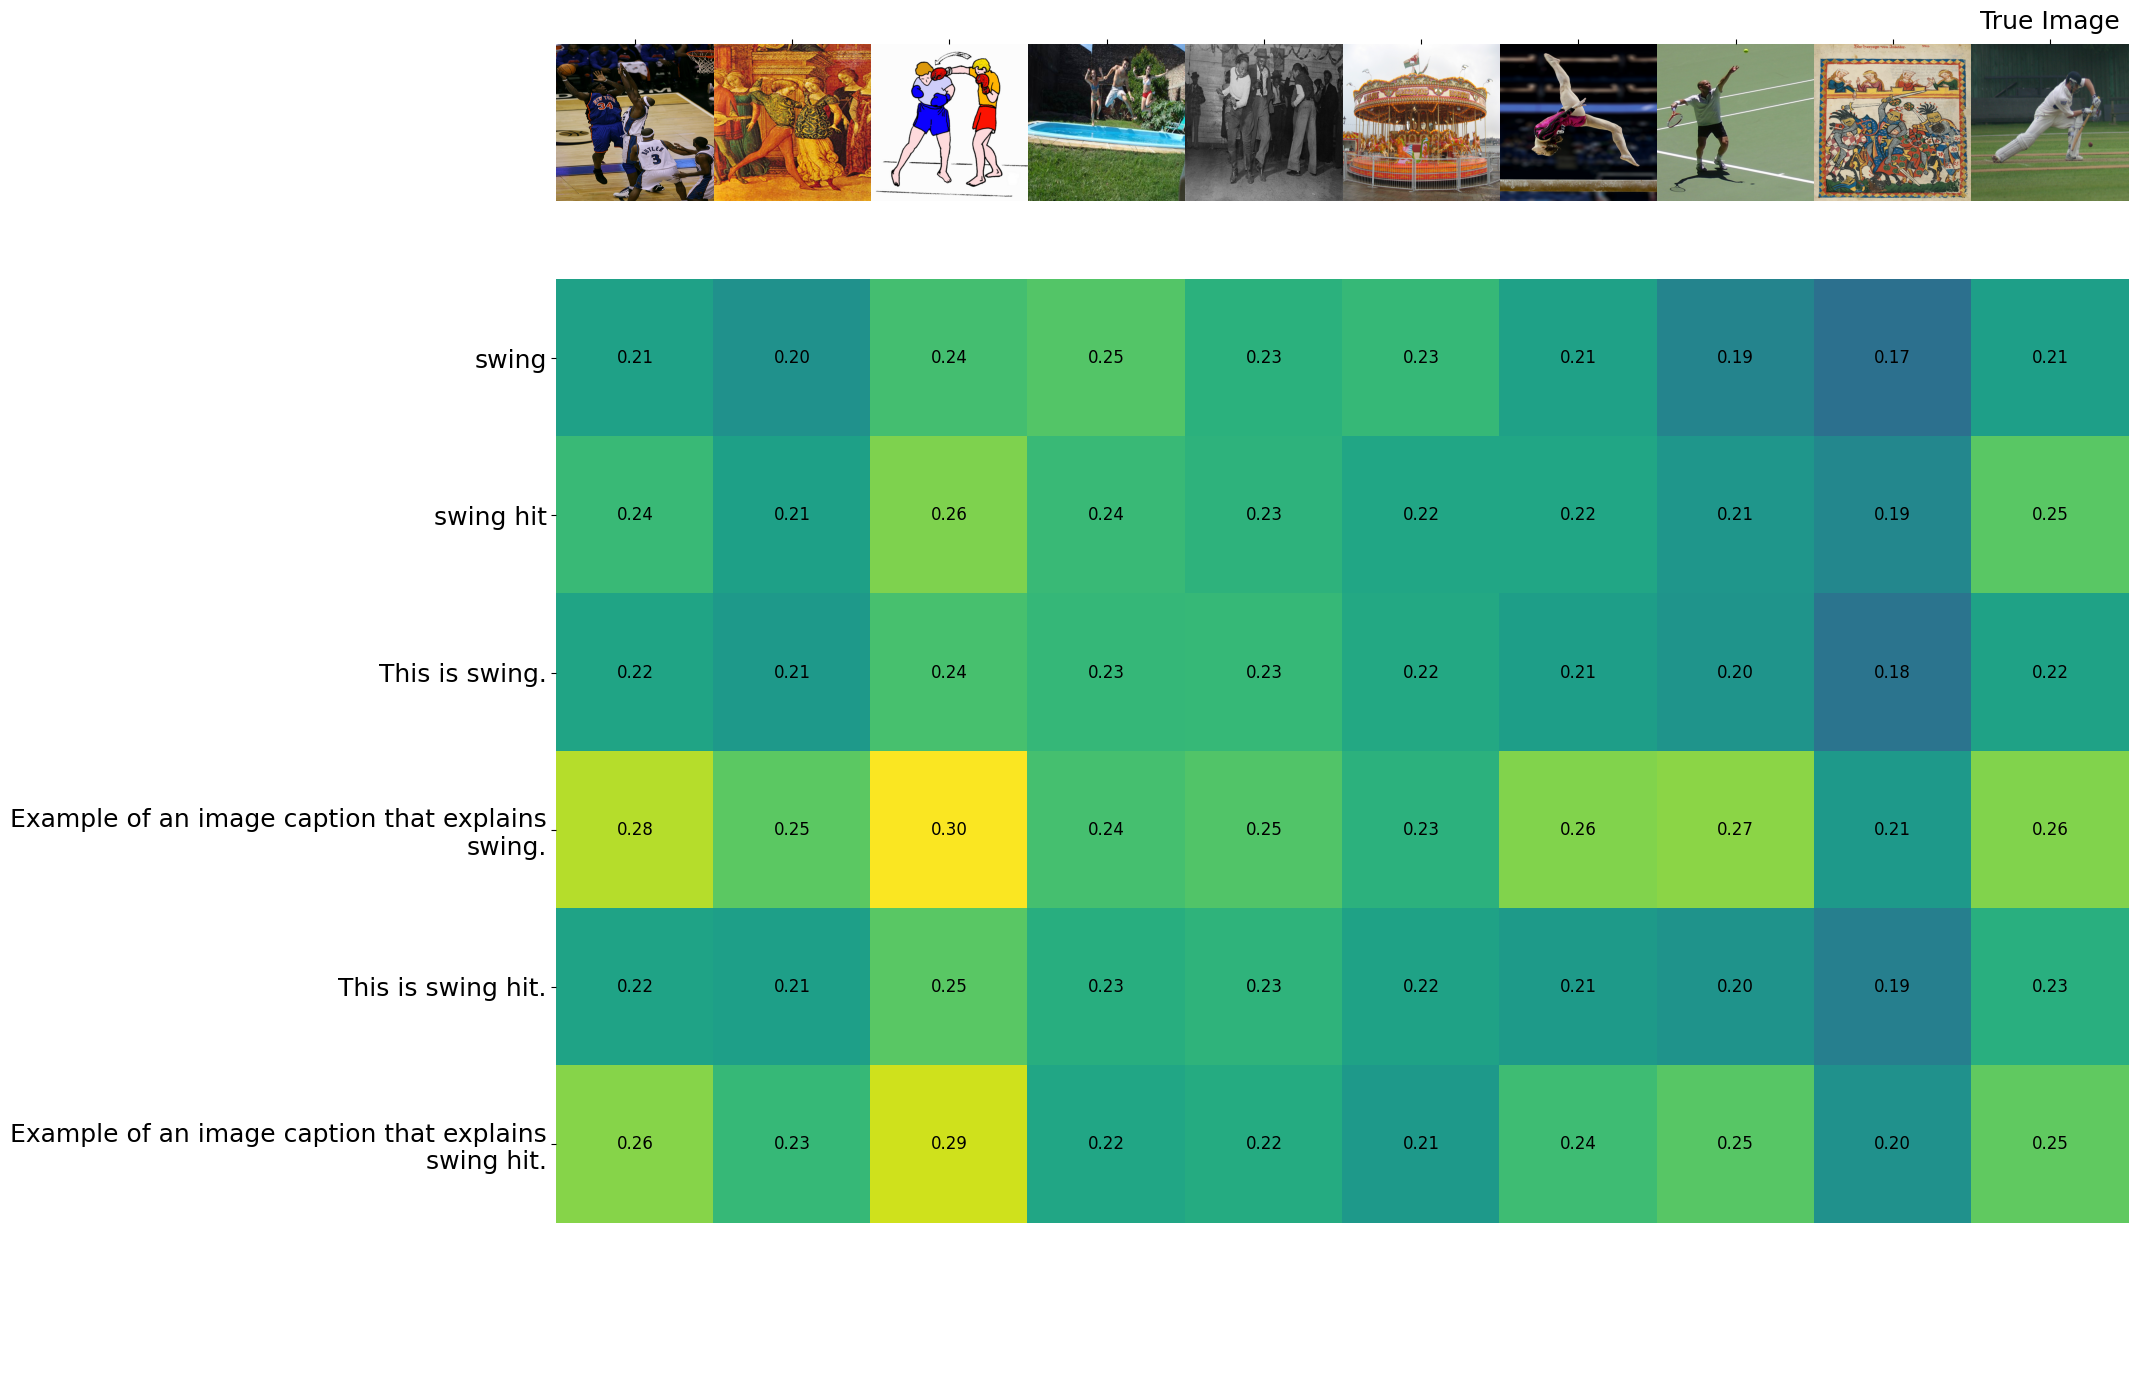 True Image
NEW YORK
34
BUTLER
3
swing
0.21 0.20 0.24 0.25 0.23 0.23 0.21 0.19 0.17 0.21
swing hit
0.24 0.21 0.26 0.24 0.23 0.22 0.22 0.21 0.19 0.25
This is swing.
0.22 0.21 0.24 0.23 0.23 0.22 0.21 0.20 0.18 0.22
Example of an image caption that explains
swing.
0.28 0.25 0.30 0.24 0.25 0.23 0.26 0.27 0.21 0.26
This is swing hit.
0.22 0.21 0.25 0.23 0.23 0.22 0.21 0.20 0.19 0.23
Example of an image caption that explains
swing hit.
0.26 0.23 0.29 0.22 0.22 0.21 0.24 0.25 0.20 0.25